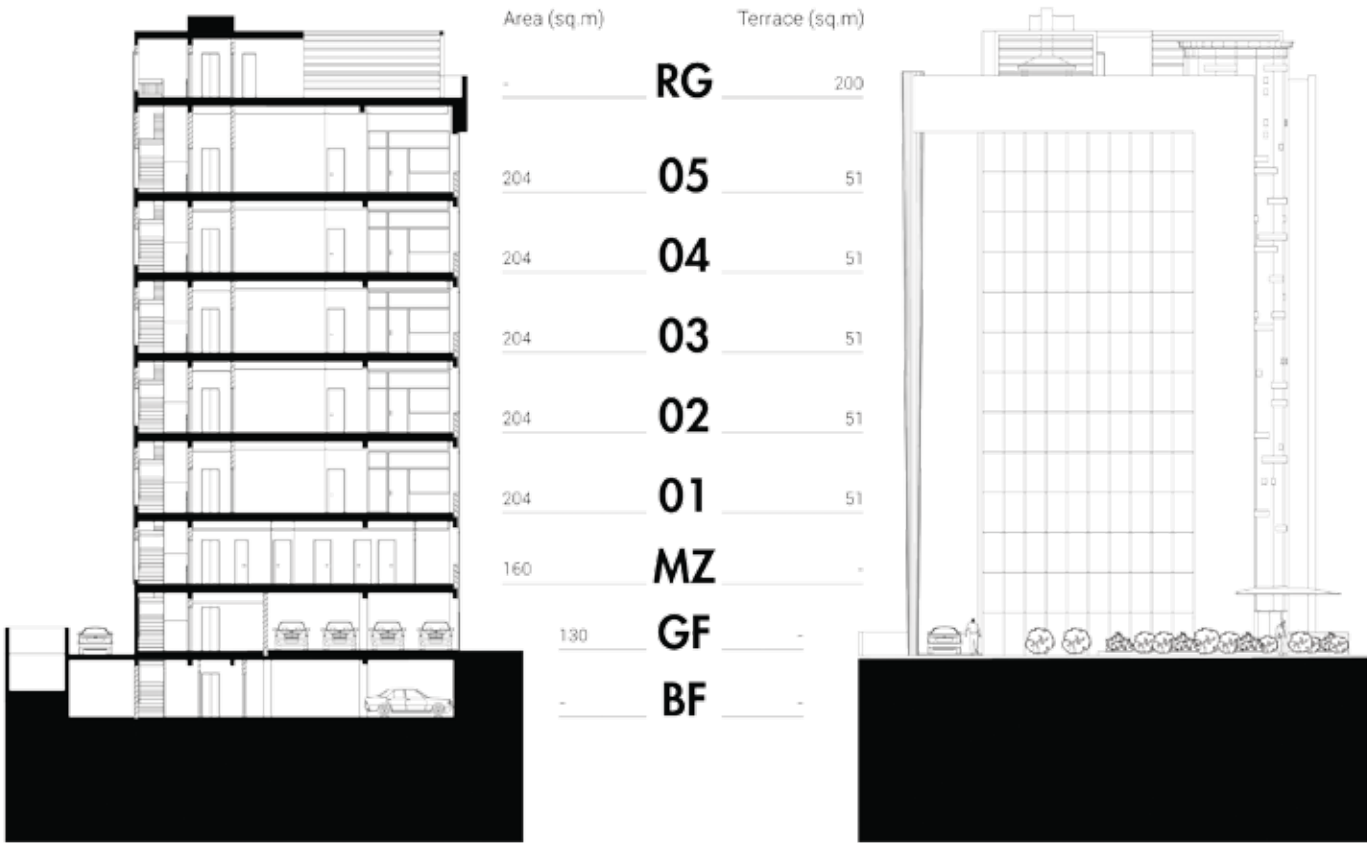 Area (sq.m) Terrace (sq.m)
- RG 200
204 05 51
204 04 51
204 03 51
204 02 51
204 01 51
160 MZ -
130 GF -
- BF -